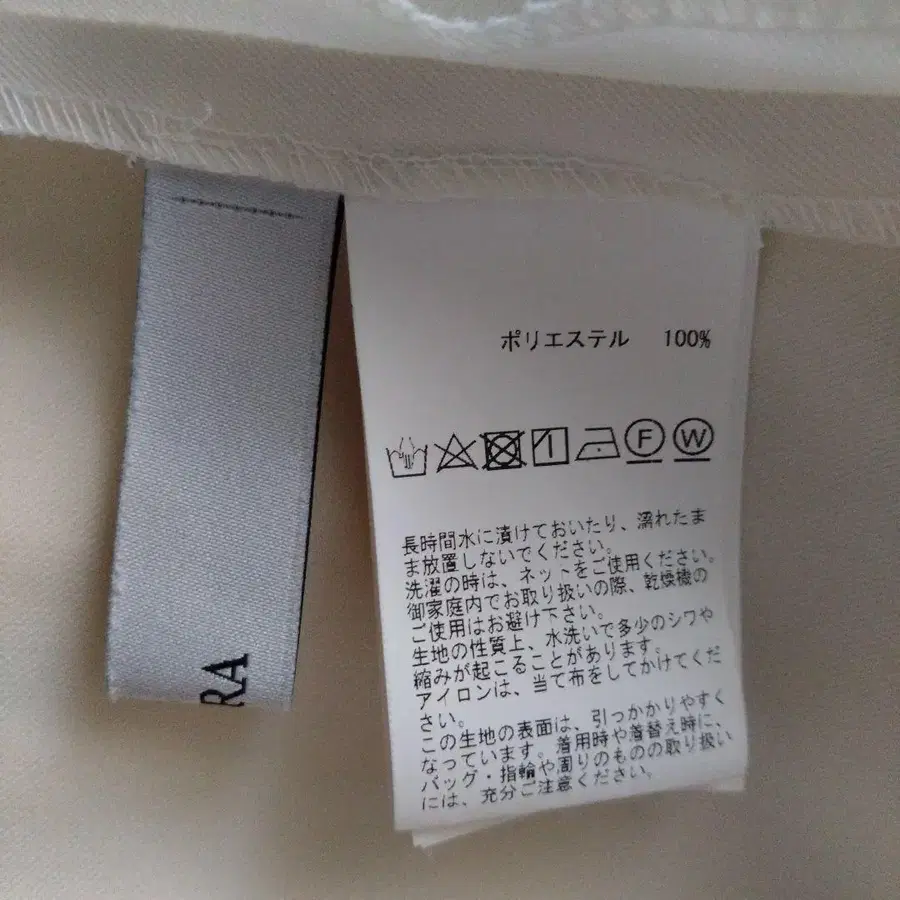 ポリエステル 100%
F W
長時間水に漬けておいたり、濡れたま
ま放置しないでください。
洗濯の時は、ネットをご使用ください。
御家庭内でお取り扱いの際、乾燥機の
ご使用はお避け下さい。
生地の性質上、水洗いで多少のシワや
縮みが起こることがあります。
アイロンは、当て布をしてかけてくだ
さい。
この生地の表面は、引っかかりやすく
なっています。着用時や着替え時に、
バッグ・指輪や周りのものの取り扱い
には、充分ご注意ください。
RA